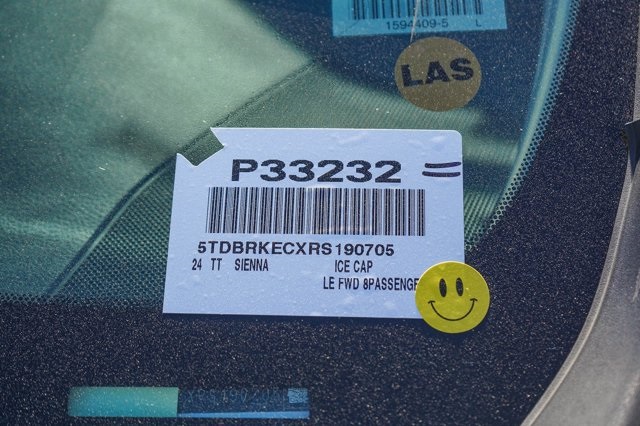 1594409-5 L
LAS
P33232 =
5TDBRKECXRS190705
24 TT SIENNA ICE CAP
LE FWD 8PASSENGE